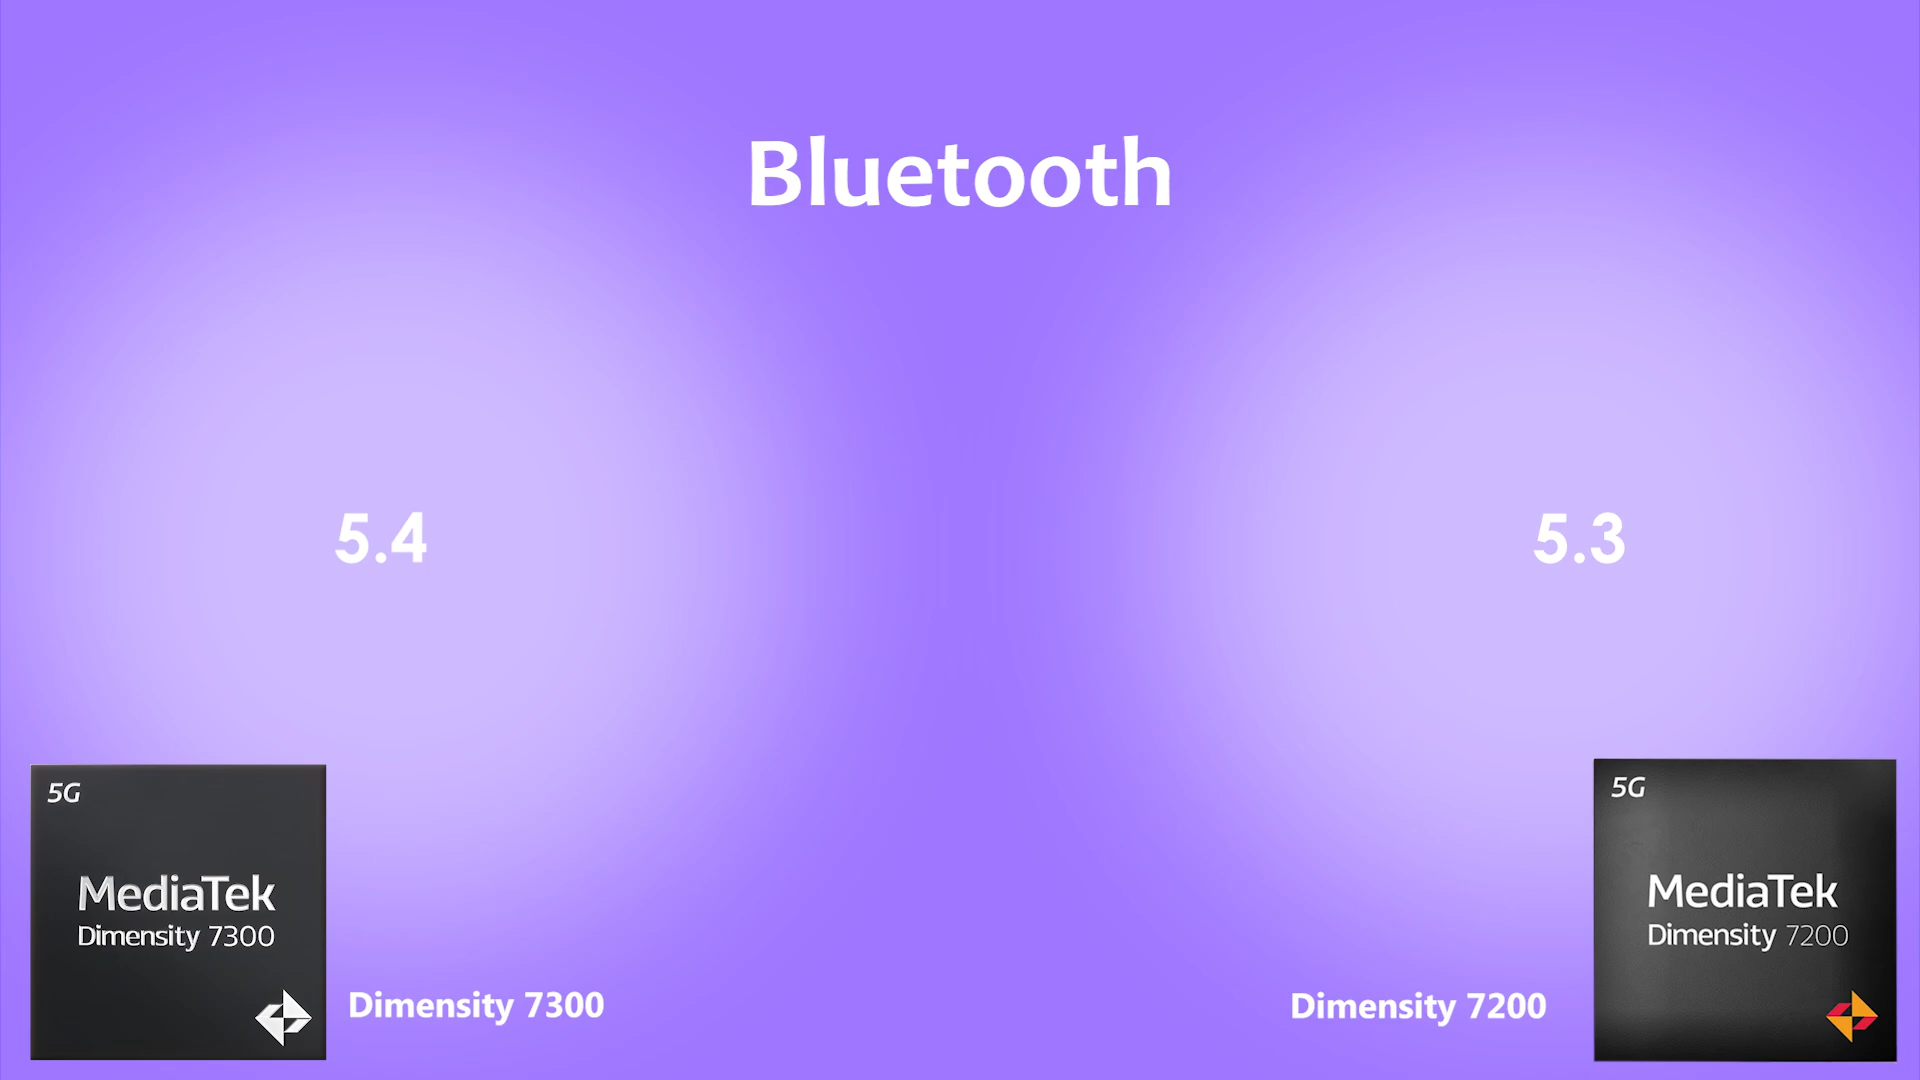 Bluetooth
5.4
5.3
5G
MediaTek
Dimensity 7300
Dimensity 7300
Dimensity 7200
5G
MediaTek
Dimensity 7200